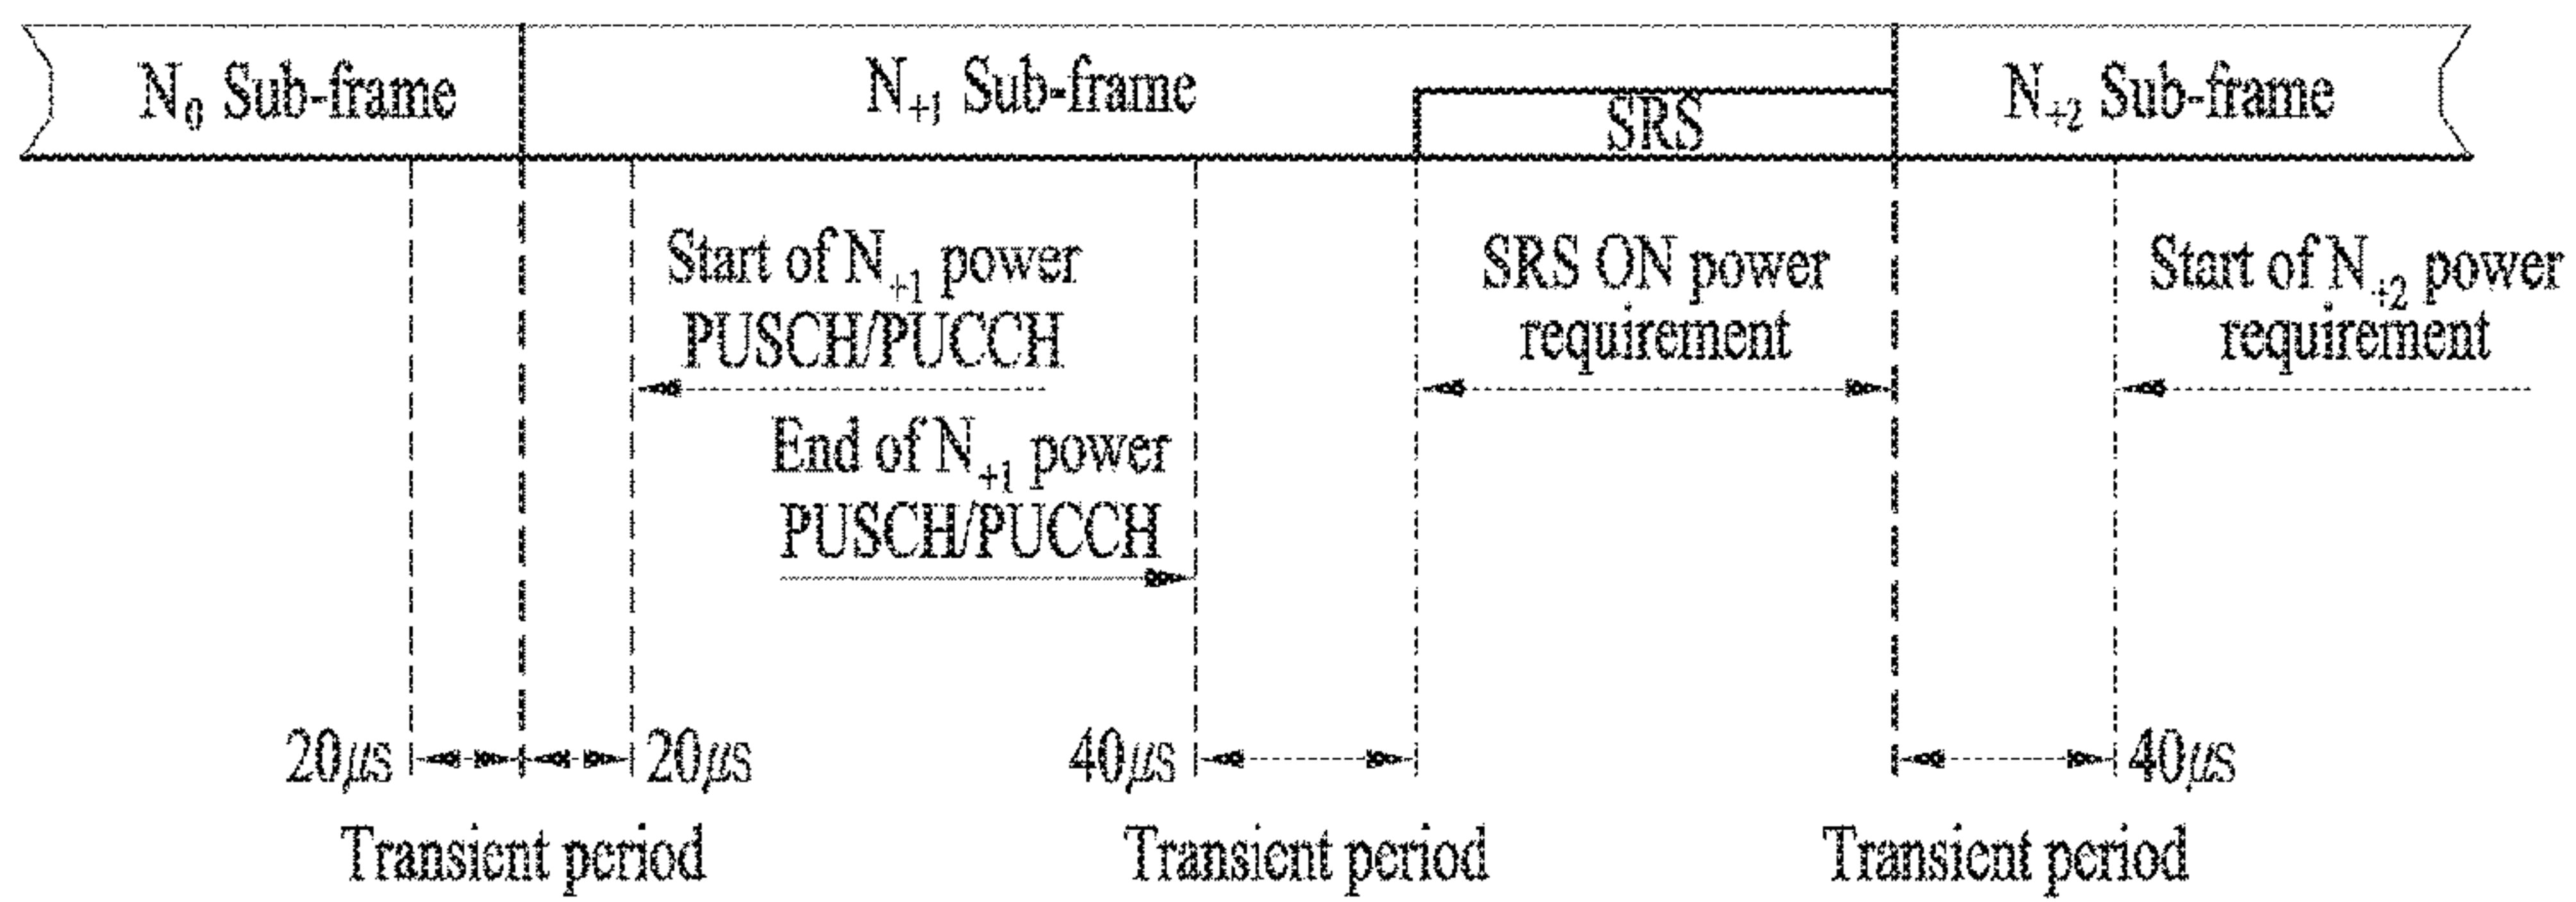 N₀ Sub-frame
N₊₁ Sub-frame
SRS
N₊₂ Sub-frame
Start of N₊₁ power
PUSCH/PUCCH
End of N₊₁ power
PUSCH/PUCCH
SRS ON power
requirement
Start of N₊₂ power
requirement
20μs
20μs
40μs
40μs
Transient period
Transient period
Transient period